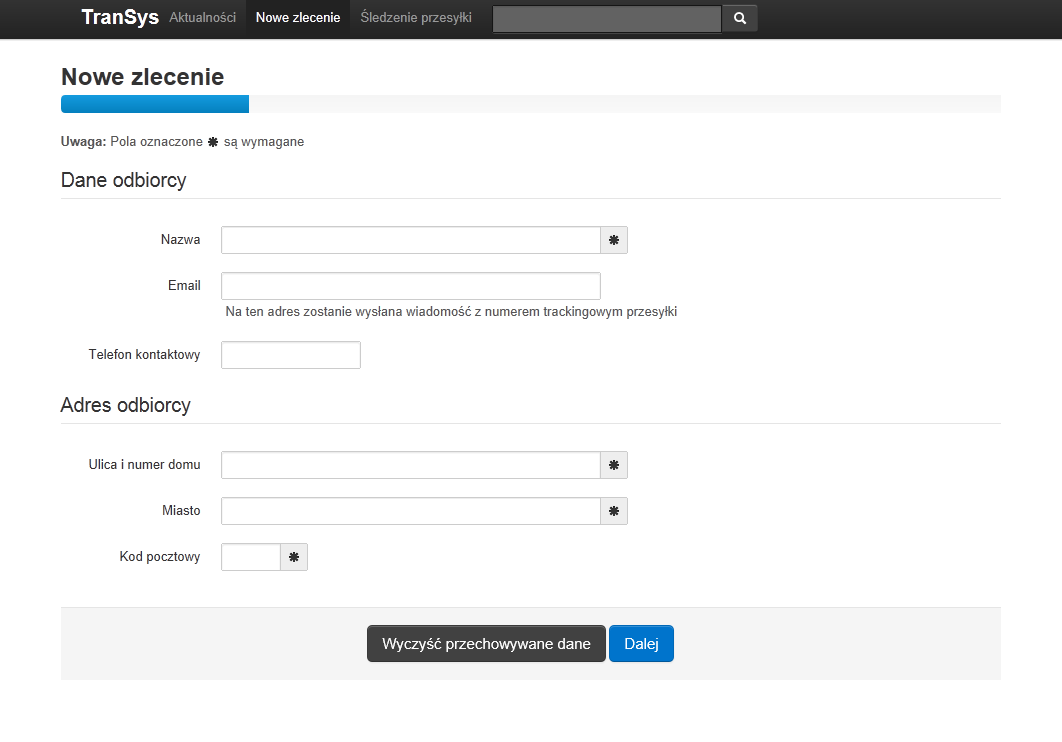 TranSys Aktualności Nowe zlecenie Śledzenie przesyłki
Nowe zlecenie
Uwaga: Pola oznaczone ✱ są wymagane
Dane odbiorcy
Nazwa ✱
Email
Na ten adres zostanie wysłana wiadomość z numerem trackingowym przesyłki
Telefon kontaktowy
Adres odbiorcy
Ulica i numer domu ✱
Miasto ✱
Kod pocztowy ✱
Wyczyść przechowywane dane Dalej